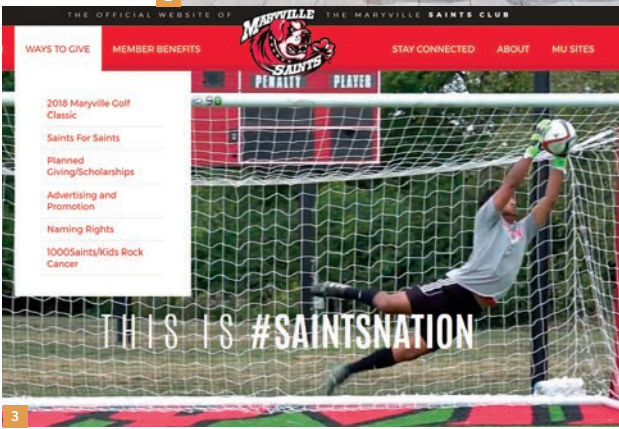 2
THE OFFICIAL WEBSITE OF
MARYVILLE
SAINTS
THE MARYVILLE SAINTS CLUB
WAYS TO GIVE
MEMBER BENEFITS
STAY CONNECTED
ABOUT
MU SITES
PENALTY
PLAYER
2018 Maryville Golf
Classic
Saints For Saints
Planned
Giving/Scholarships
Advertising and
Promotion
Naming Rights
1000Saints/Kids Rock
Cancer
THIS IS #SAINTSNATION
3